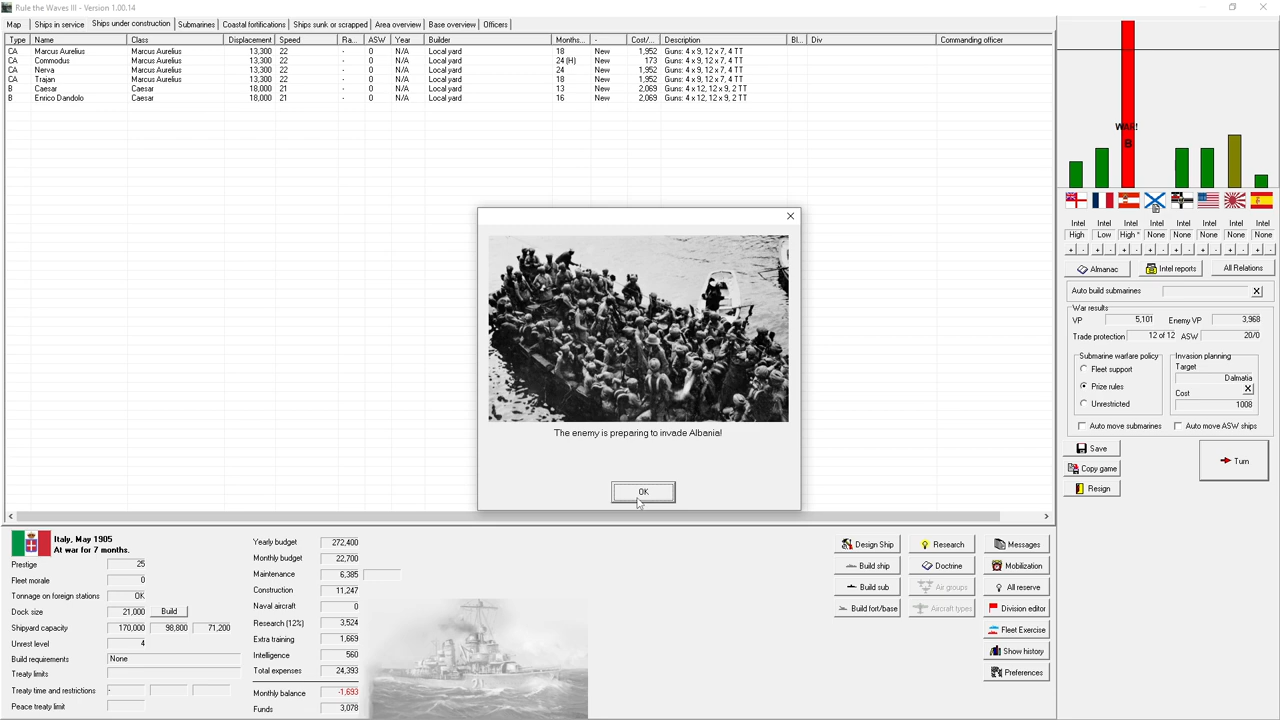 Rule the Waves III - Version 1.00.14
Map Ships in service Ships under construction Submarines Coastal fortifications Ships sunk or scrapped Area overview Base overview Officers
Type Name Class Displacement Speed Ra... ASW Year Builder Months... - Cost/... Description Bl... Div Commanding officer
CA Marcus Aurelius Marcus Aurelius 13,300 22 - 0 N/A Local yard 18 New 1,952 Guns: 4 x 9, 12 x 7, 4 TT
CA Commodus Marcus Aurelius 13,300 22 - 0 N/A Local yard 24 (H) New 173 Guns: 4 x 9, 12 x 7, 4 TT
CA Nerva Marcus Aurelius 13,300 22 - 0 N/A Local yard 24 New 1,952 Guns: 4 x 9, 12 x 7, 4 TT
CA Trajan Marcus Aurelius 13,300 22 - 0 N/A Local yard 18 New 1,952 Guns: 4 x 9, 12 x 7, 4 TT
B Caesar Caesar 18,000 21 - 0 N/A Local yard 13 New 2,069 Guns: 4 x 12, 12 x 9, 2 TT
B Enrico Dandolo Caesar 18,000 21 - 0 N/A Local yard 16 New 2,069 Guns: 4 x 12, 12 x 9, 2 TT
The enemy is preparing to invade Albania!
OK
WAR!
B
Intel Intel Intel Intel Intel Intel Intel Intel
High Low High * None None None None None
+ - + - + - + - + - + - + - + -
Almanac Intel reports All Relations
Auto build submarines X
War results
VP 5,101 Enemy VP 3,968
Trade protection 12 of 12 ASW 20/0
Submarine warfare policy
Fleet support
Prize rules
Unrestricted
Invasion planning
Target
Dalmatia
Cost X
1008
Auto move submarines Auto move ASW ships
Save
Copy game
Resign
Turn
Italy, May 1905
At war for 7 months.
Prestige 25
Fleet morale 0
Tonnage on foreign stations OK
Dock size 21,000 Build
Shipyard capacity 170,000 98,800 71,200
Unrest level 4
Build requirements None
Treaty limits
Treaty time and restrictions -
Peace treaty limit
Yearly budget 272,400
Monthly budget 22,700
Maintenance 6,385
Construction 11,247
Naval aircraft 0
Research (12%) 3,524
Extra training 1,669
Intelligence 560
Total expenses 24,393
Monthly balance -1,693
Funds 3,078
Design Ship Research Messages
Build ship Doctrine Mobilization
Build sub Air groups All reserve
Build fort/base Aircraft types Division editor
Fleet Exercise
Show history
Preferences